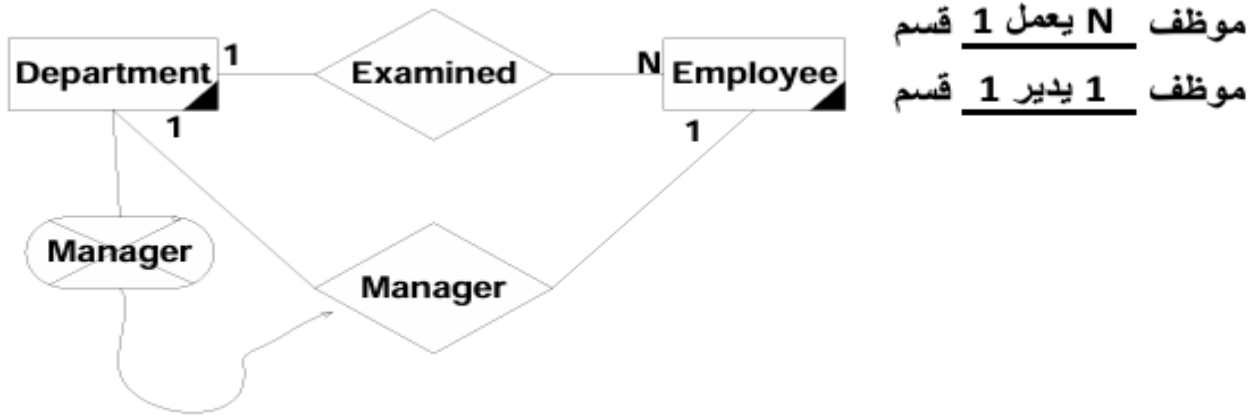 موظف N يعمل 1 قسم
1
Department
Examined
N
Employee
موظف 1 يدير 1 قسم
1
1
Manager
Manager